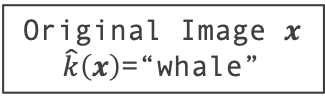 Original Image x
k̂(x)=“whale”